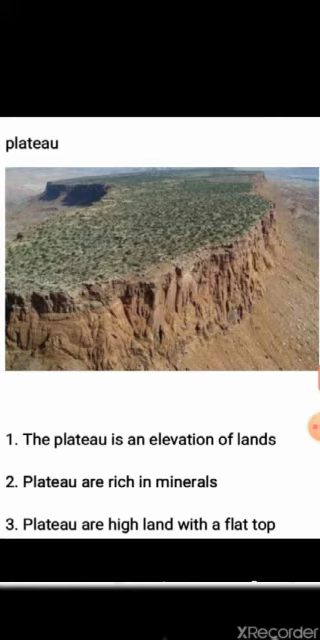 plateau
1. The plateau is an elevation of lands
2. Plateau are rich in minerals
3. Plateau are high land with a flat top
XRecorder